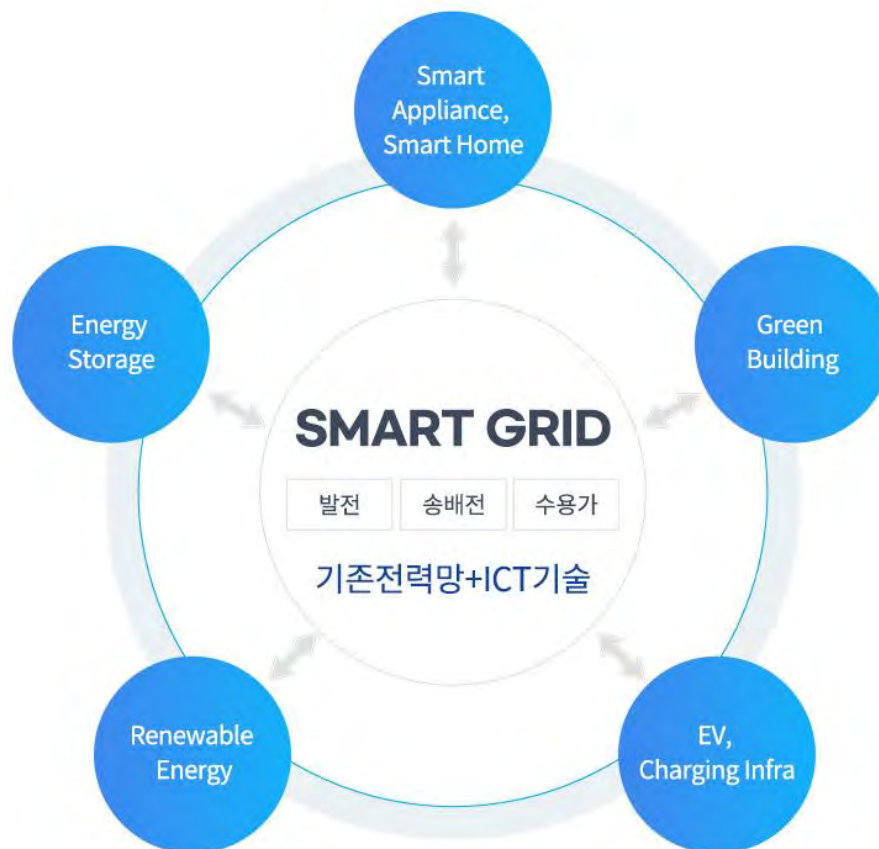 Smart
Appliance,
Smart Home
Energy
Storage
Green
Building
SMART GRID
발전 송배전 수용가
기존전력망+ICT기술
Renewable
Energy
EV,
Charging Infra